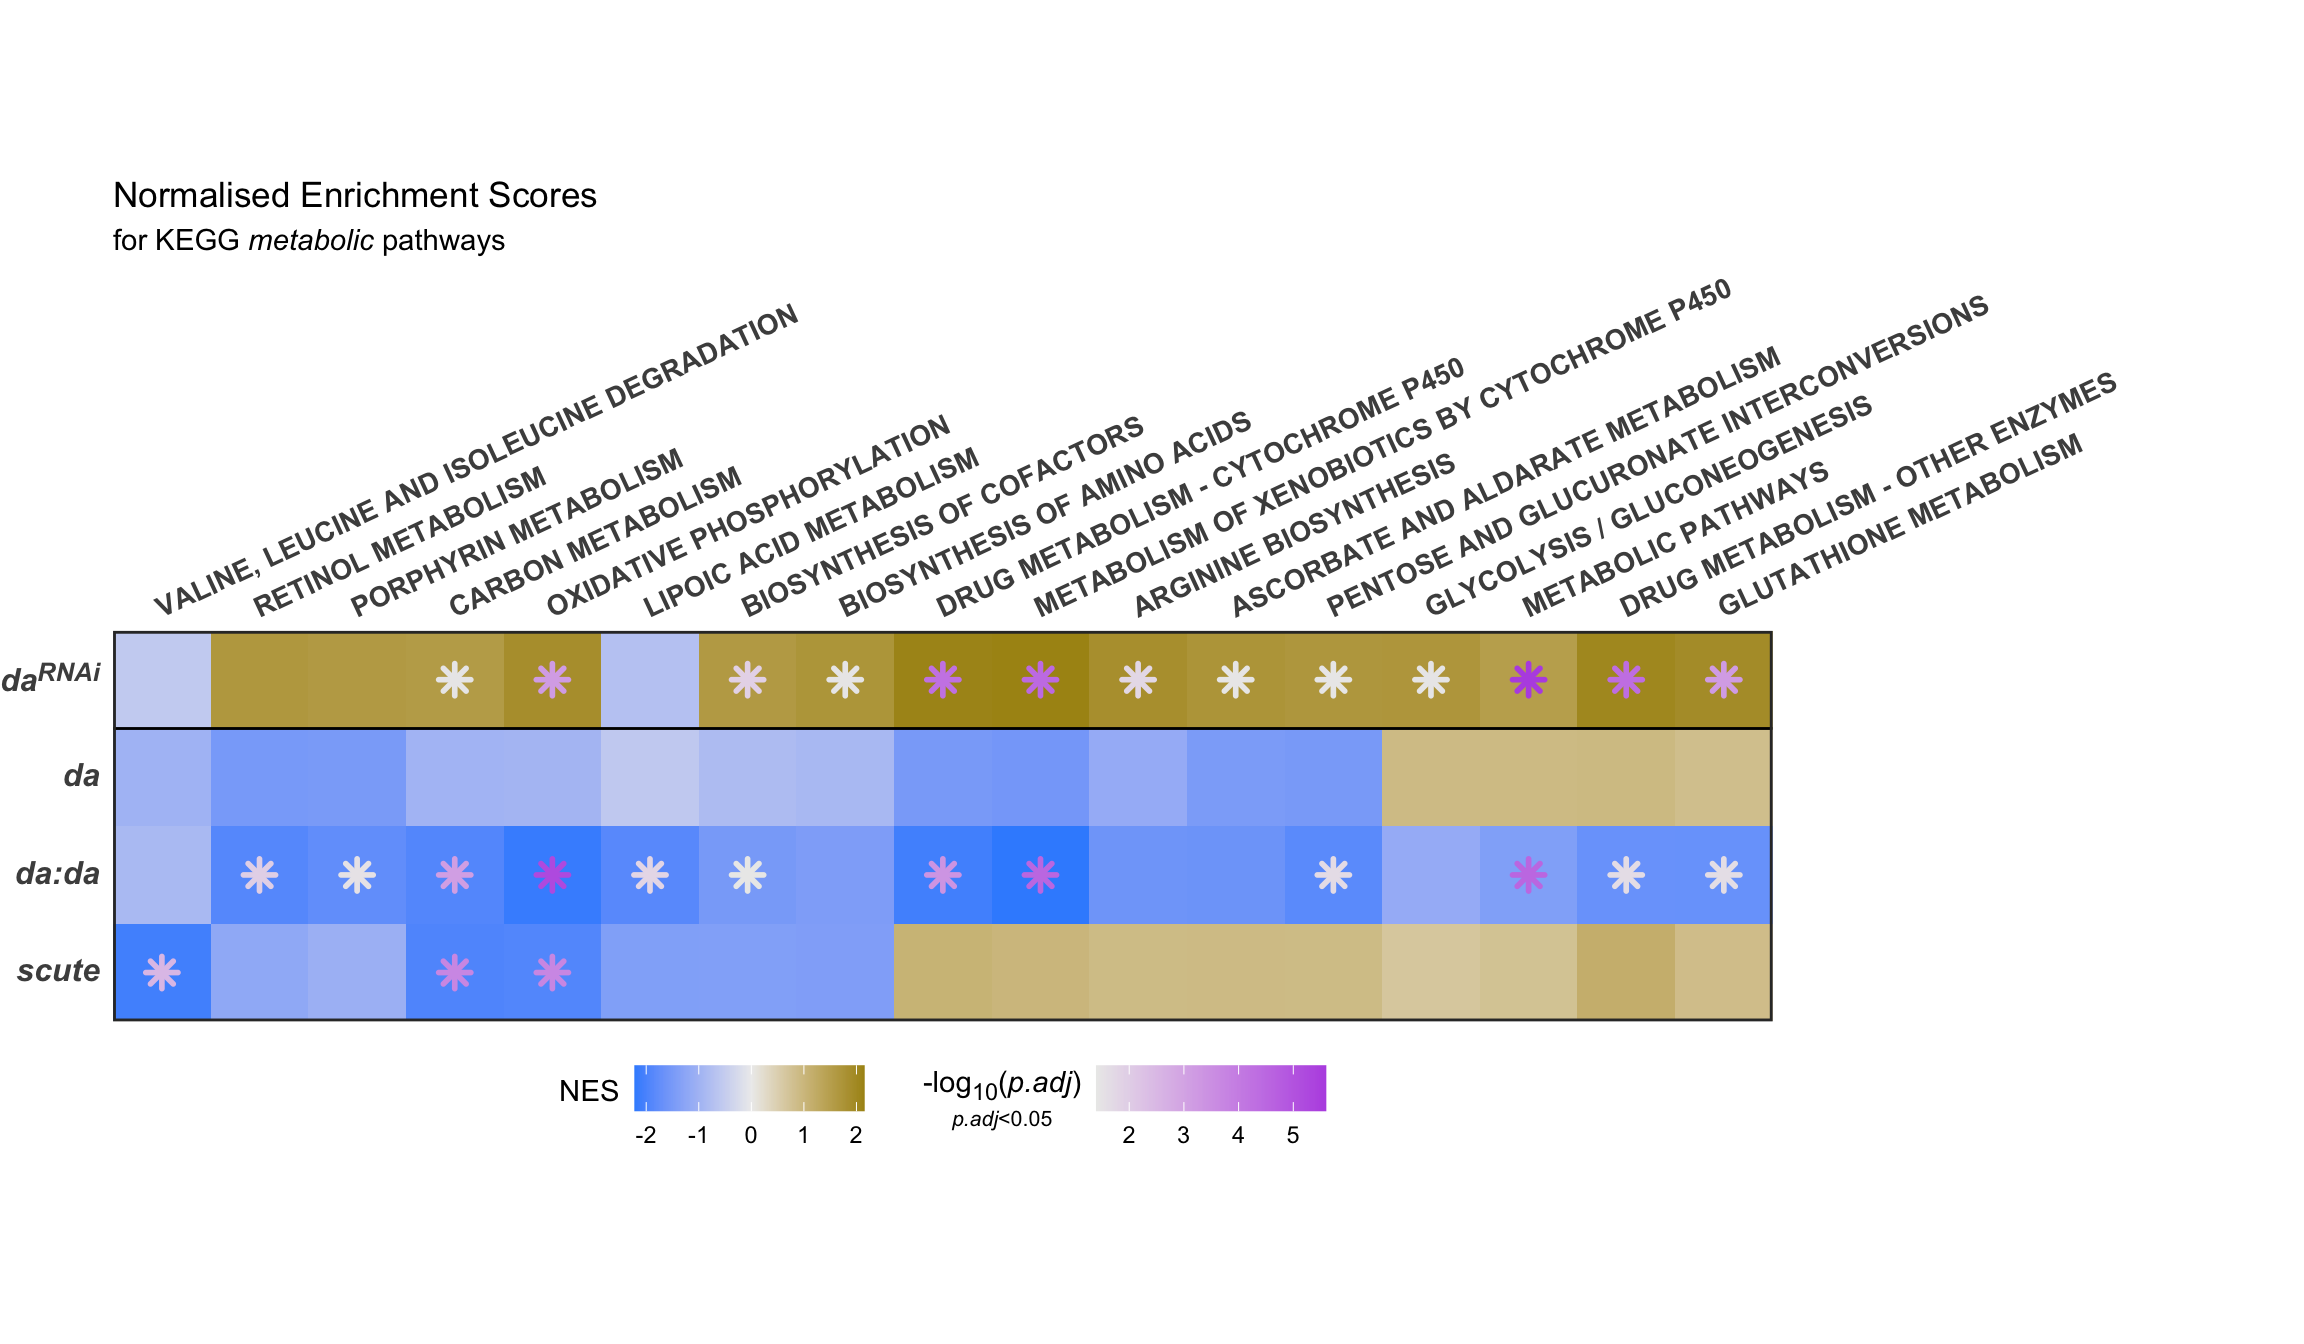 Normalised Enrichment Scores
for KEGG metabolic pathways
VALINE, LEUCINE AND ISOLEUCINE DEGRADATION
RETINOL METABOLISM
PORPHYRIN METABOLISM
CARBON METABOLISM
OXIDATIVE PHOSPHORYLATION
LIPOIC ACID METABOLISM
BIOSYNTHESIS OF COFACTORS
BIOSYNTHESIS OF AMINO ACIDS
DRUG METABOLISM - CYTOCHROME P450
METABOLISM OF XENOBIOTICS BY CYTOCHROME P450
ARGININE BIOSYNTHESIS
ASCORBATE AND ALDARATE METABOLISM
PENTOSE AND GLUCURONATE INTERCONVERSIONS
GLYCOLYSIS / GLUCONEOGENESIS
METABOLIC PATHWAYS
DRUG METABOLISM - OTHER ENZYMES
GLUTATHIONE METABOLISM
daRNAi
da
da:da
scute
NES
-2 -1 0 1 2
-log10(p.adj)
p.adj<0.05
2 3 4 5